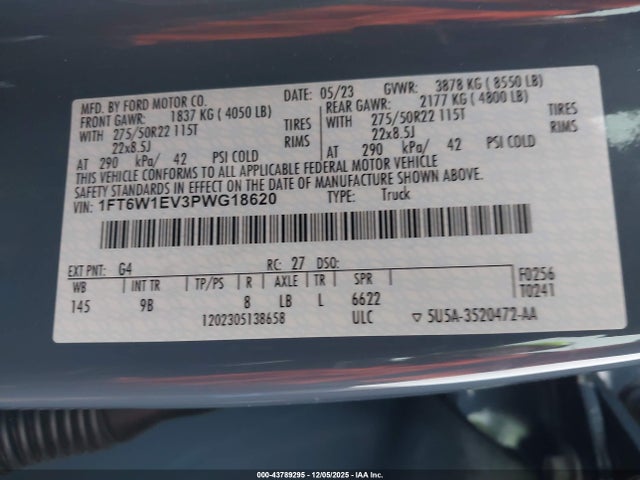 MFD. BY FORD MOTOR CO. DATE: 05/23 GVWR: 3878 KG ( 8550 LB)
FRONT GAWR: 1837 KG ( 4050 LB) REAR GAWR: 2177 KG ( 4800 LB)
WITH 275/50R22 115T TIRES WITH 275/50R22 115T TIRES
22x8.5J RIMS 22x8.5J RIMS
AT 290 kPa/ 42 PSI COLD AT 290 kPa/ 42 PSI COLD
THIS VEHICLE CONFORMS TO ALL APPLICABLE FEDERAL MOTOR VEHICLE
SAFETY STANDARDS IN EFFECT ON THE DATE OF MANUFACTURE SHOWN ABOVE.
VIN: 1FT6W1EV3PWG18620 TYPE: Truck
EXT PNT: G4 RC: 27 DSO: F0256
WB INT TR TP/PS R AXLE TR SPR T0241
145 9B 8 LB L 6622
1202305138658 ULC ▽ 5U5A-3520472-AA
000-43789295 - 12/05/2025 - IAA Inc.